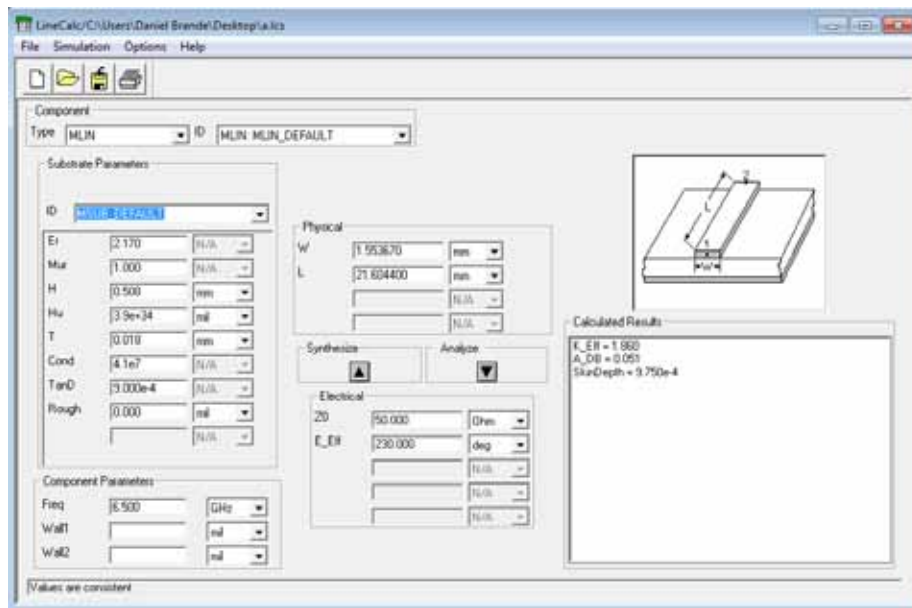 LineCalc/C:\Users\Daniel Brande\Desktop\a.lcs
File Simulation Options Help
Component
Type MLIN ID MLIN: MLIN_DEFAULT
Substrate Parameters
ID MSUB_DEFAULT
Er 2.170 N/A
Mur 1.000 N/A
H 0.500 mm
Hu 3.9e+34 mil
T 0.018 mm
Cond 4.1e7 N/A
TanD 9.000e-4 N/A
Rough 0.000 mil
N/A
Component Parameters
Freq 6.500 GHz
Wall1 mil
Wall2 mil
Physical
W 1.553670 mm
L 21.604400 mm
N/A
N/A
Synthesize Analyze
Electrical
Z0 50.000 Ohm
E_Eff 230.000 deg
N/A
N/A
N/A
2
L
1
W
Calculated Results
K_Eff = 1.860
A_DB = 0.051
SkinDepth = 9.750e-4
Values are consistent